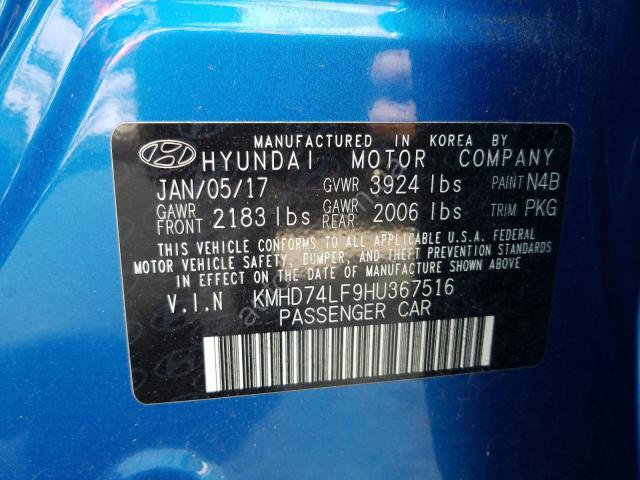 MANUFACTURED IN KOREA BY
HYUNDAI MOTOR COMPANY
JAN/05/17 GVWR 3924 lbs PAINT N4B
GAWR FRONT 2183 lbs GAWR REAR 2006 lbs TRIM PKG
THIS VEHICLE CONFORMS TO ALL APPLICABLE U.S.A. FEDERAL
MOTOR VEHICLE SAFETY, BUMPER, AND THEFT PREVENTION STANDARDS
IN EFFECT ON THE DATE OF MANUFACTURE SHOWN ABOVE.
V.I.N KMHD74LF9HU367516
PASSENGER CAR